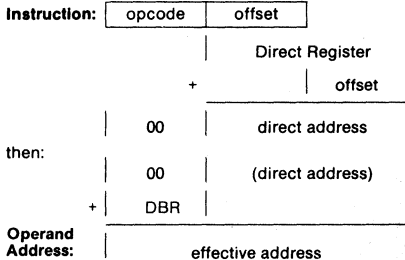 Instruction: opcode offset
Direct Register
+ offset
00 direct address
then:
00 (direct address)
+ DBR
Operand
Address: effective address